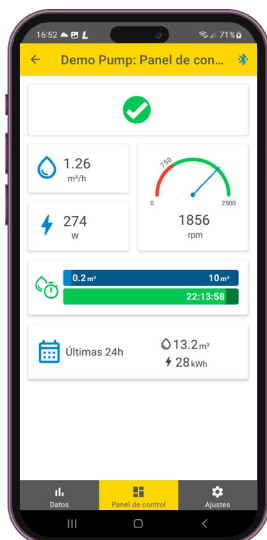 16:52 71%
Demo Pump: Panel de con...
1.26
m³/h
274
W
750
0 2500
1856
rpm
0.2 m³ 10 m³
22:13:58
Últimas 24h
13.2 m³
28 kWh
Datos Panel de control Ajustes